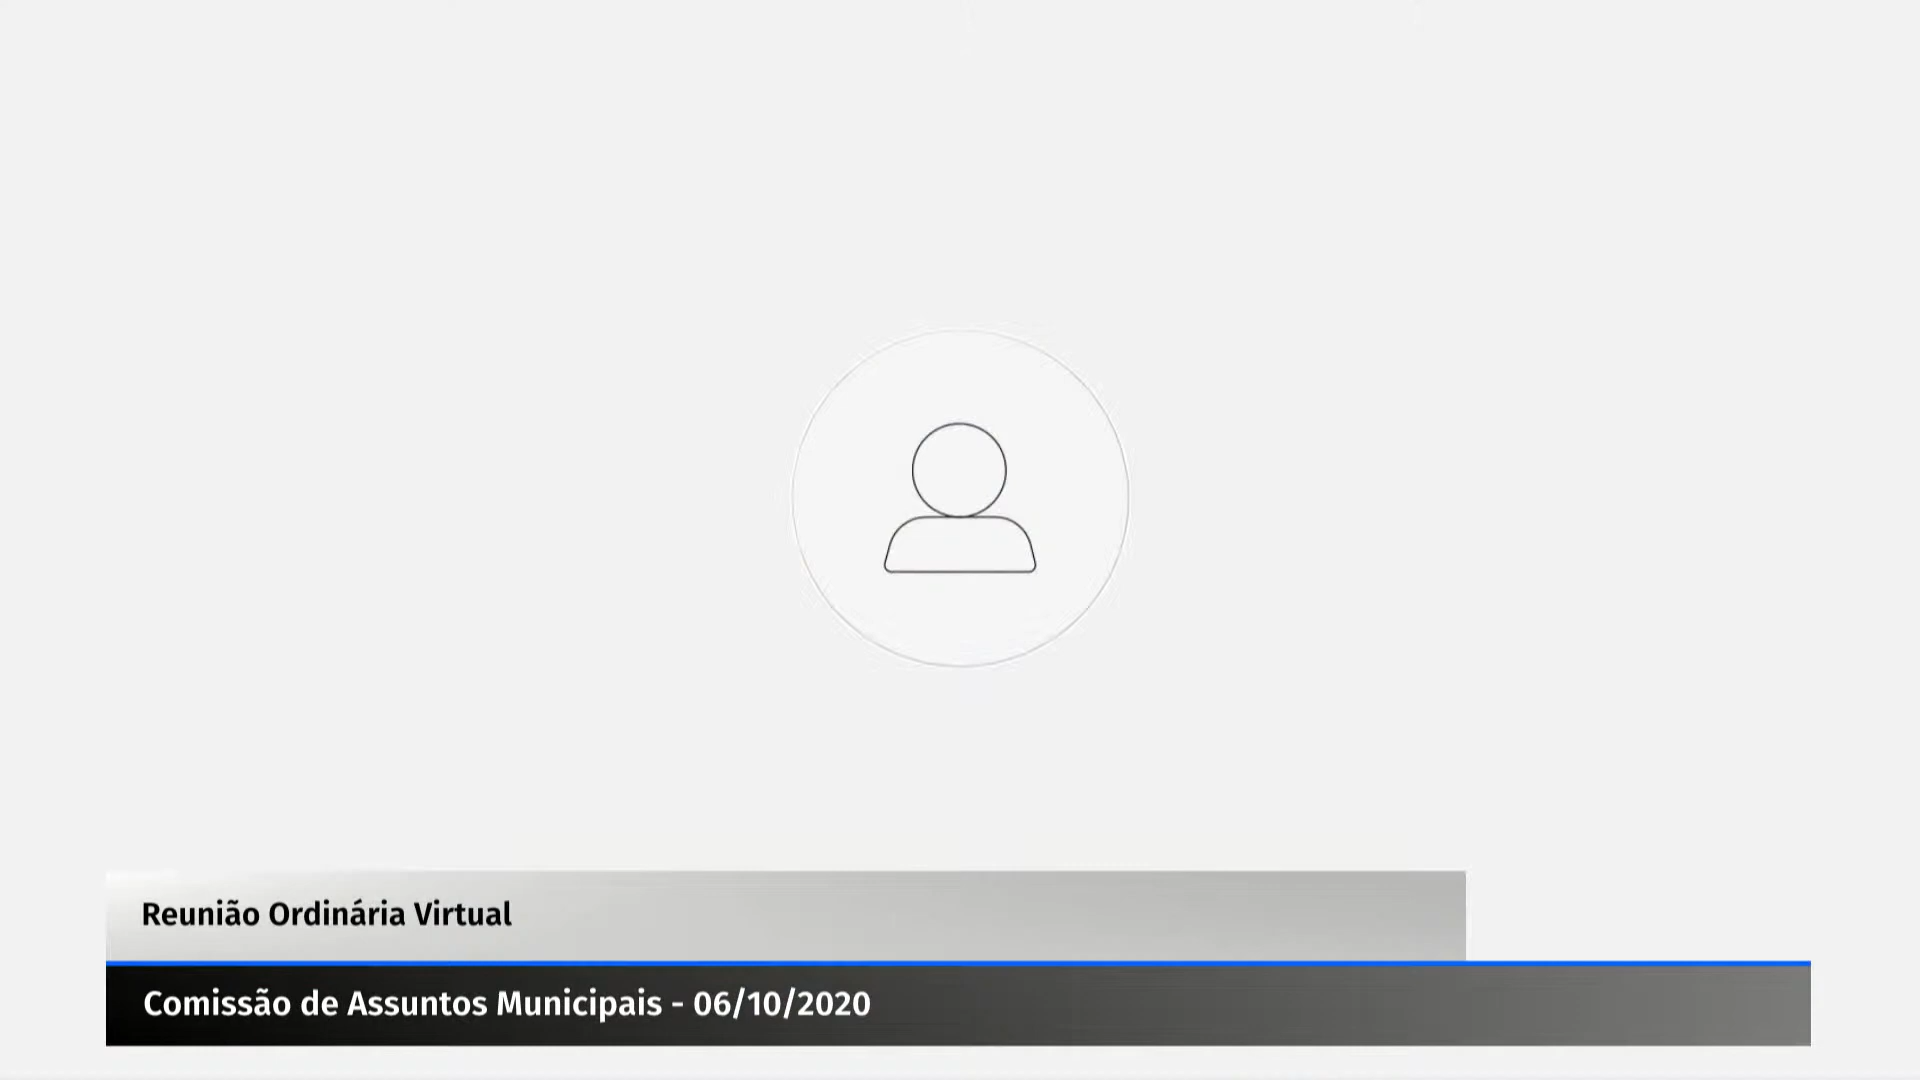 Reunião Ordinária Virtual
Comissão de Assuntos Municipais - 06/10/2020